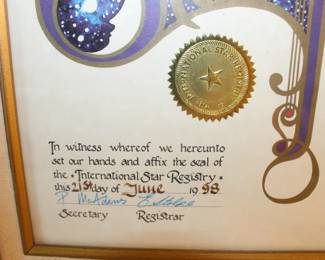 INTERNATIONAL STAR REGISTRY
In witness whereof we hereunto
set our hands and affix the seal of
the • International Star Registry •
this 21st day of June 1998
P McAdams
Secretary Registrar